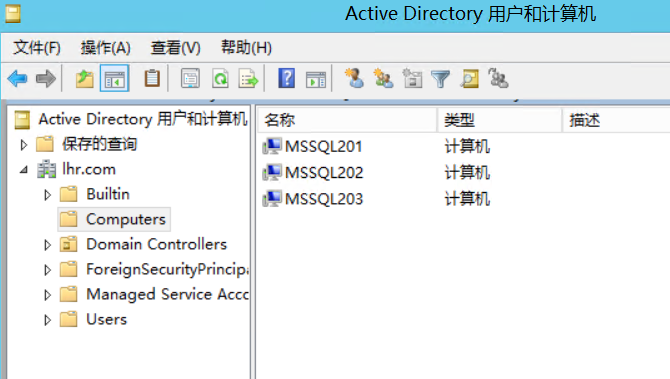 Active Directory 用户和计算机
文件(F) 操作(A) 查看(V) 帮助(H)
Active Directory 用户和计算机
保存的查询
lhr.com
Builtin
Computers
Domain Controllers
ForeignSecurityPrincipa
Managed Service Acco
Users
名称 类型 描述
MSSQL201 计算机
MSSQL202 计算机
MSSQL203 计算机